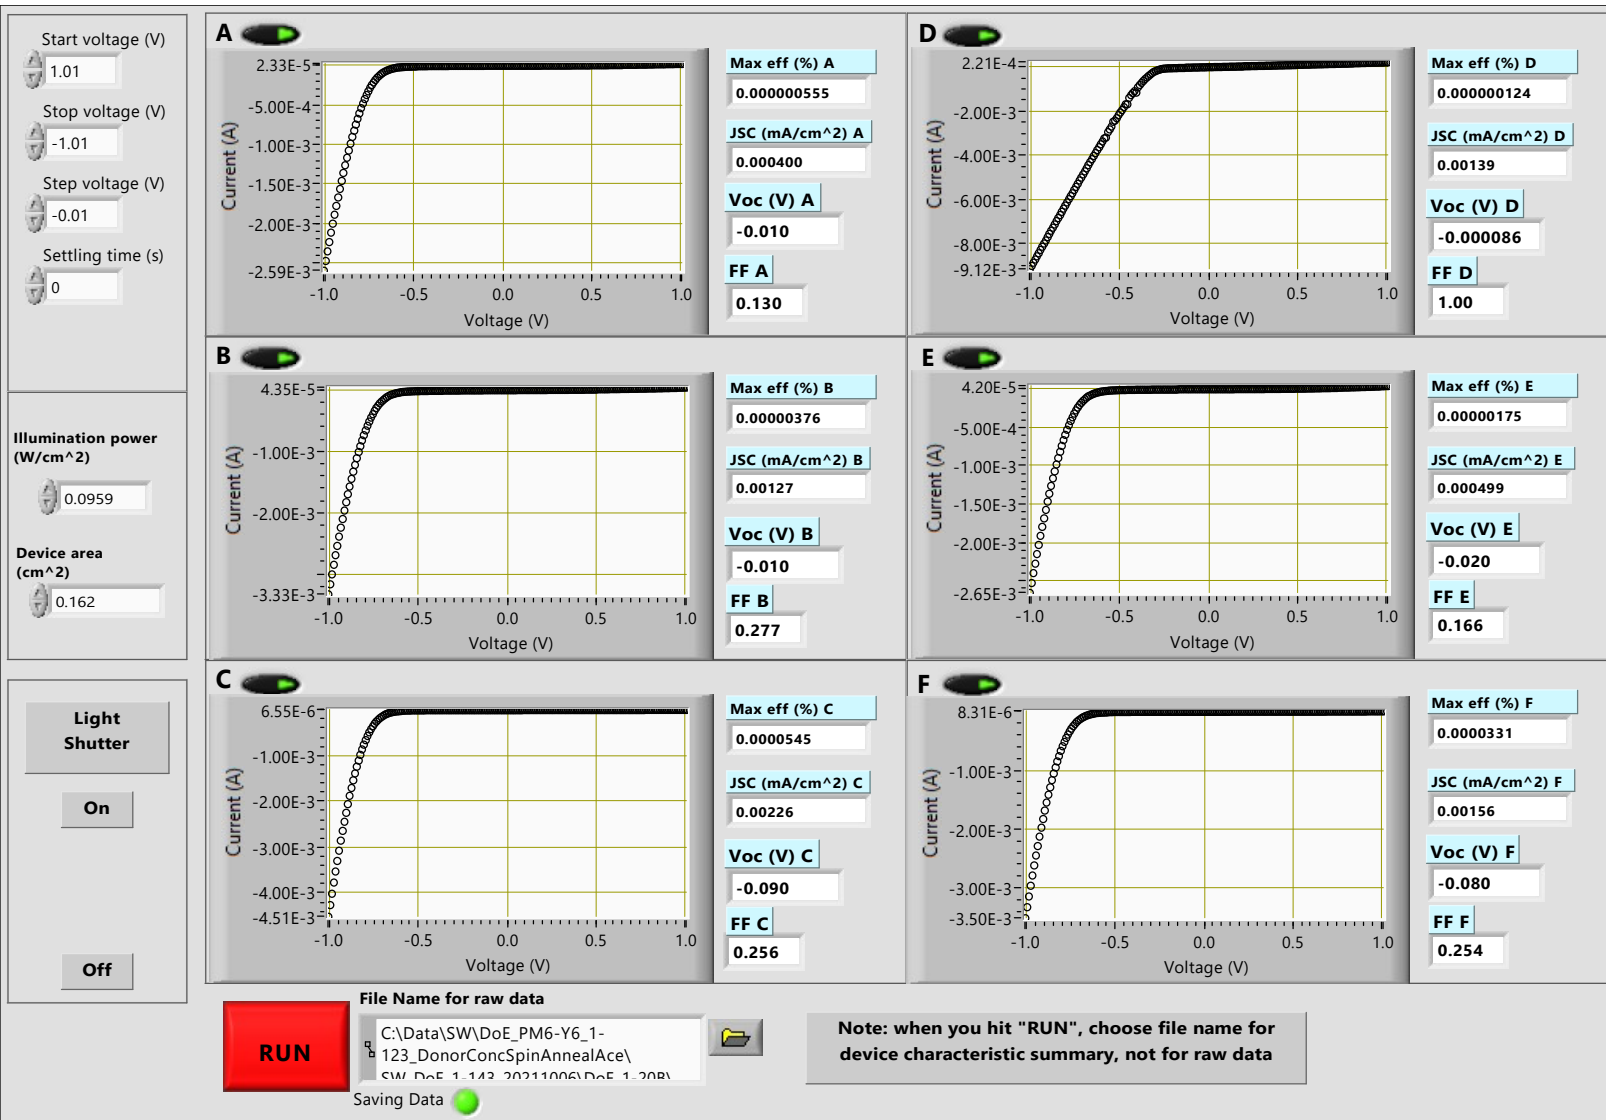 Start voltage (V)
1.01
Stop voltage (V)
-1.01
Step voltage (V)
-0.01
Settling time (s)
0
Illumination power
(W/cm^2)
0.0959
Device area
(cm^2)
0.162
Light
Shutter
On
Off
A
2.33E-5
-5.00E-4
-1.00E-3
-1.50E-3
-2.00E-3
-2.59E-3
Current (A)
-1.0 -0.5 0.0 0.5 1.0
Voltage (V)
Max eff (%) A
0.000000555
JSC (mA/cm^2) A
0.000400
Voc (V) A
-0.010
FF A
0.130
D
2.21E-4
-2.00E-3
-4.00E-3
-6.00E-3
-8.00E-3
-9.12E-3
Current (A)
-1.0 -0.5 0.0 0.5 1.0
Voltage (V)
Max eff (%) D
0.000000124
JSC (mA/cm^2) D
0.00139
Voc (V) D
-0.000086
FF D
1.00
B
4.35E-5
-1.00E-3
-2.00E-3
-3.33E-3
Current (A)
-1.0 -0.5 0.0 0.5 1.0
Voltage (V)
Max eff (%) B
0.00000376
JSC (mA/cm^2) B
0.00127
Voc (V) B
-0.010
FF B
0.277
E
4.20E-5
-5.00E-4
-1.00E-3
-1.50E-3
-2.00E-3
-2.65E-3
Current (A)
-1.0 -0.5 0.0 0.5 1.0
Voltage (V)
Max eff (%) E
0.00000175
JSC (mA/cm^2) E
0.000499
Voc (V) E
-0.020
FF E
0.166
C
6.55E-6
-1.00E-3
-2.00E-3
-3.00E-3
-4.00E-3
-4.51E-3
Current (A)
-1.0 -0.5 0.0 0.5 1.0
Voltage (V)
Max eff (%) C
0.0000545
JSC (mA/cm^2) C
0.00226
Voc (V) C
-0.090
FF C
0.256
F
8.31E-6
-1.00E-3
-2.00E-3
-3.00E-3
-3.50E-3
Current (A)
-1.0 -0.5 0.0 0.5 1.0
Voltage (V)
Max eff (%) F
0.0000331
JSC (mA/cm^2) F
0.00156
Voc (V) F
-0.080
FF F
0.254
RUN
File Name for raw data
C:\Data\SW\DoE_PM6-Y6_1-
123_DonorConcSpinAnnealAce\
SW_DoE_1-143_20211006\DoE_1-20B\
Saving Data
Note: when you hit "RUN", choose file name for
device characteristic summary, not for raw data